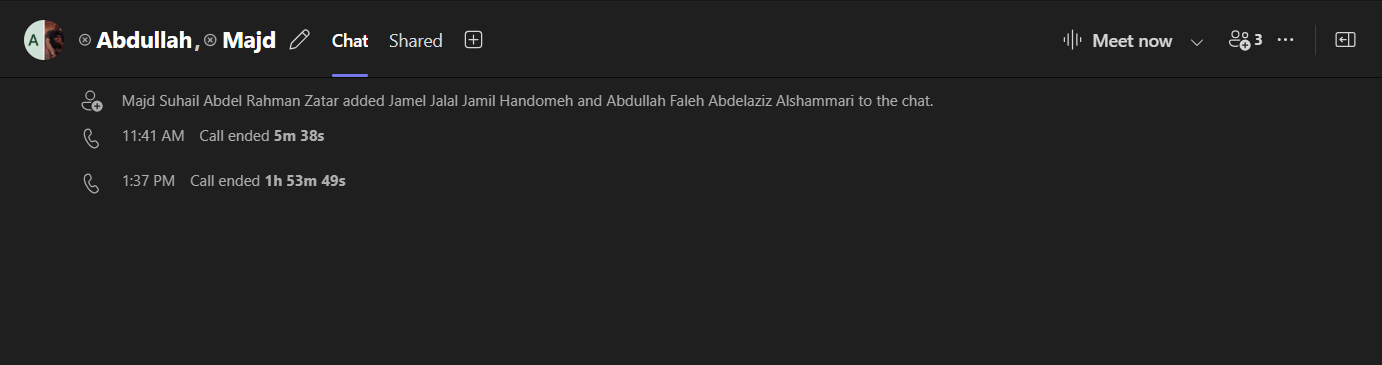 A Abdullah, Majd Chat Shared Meet now 3
Majd Suhail Abdel Rahman Zatar added Jamel Jalal Jamil Handomeh and Abdullah Faleh Abdelaziz Alshammari to the chat.
11:41 AM Call ended 5m 38s
1:37 PM Call ended 1h 53m 49s